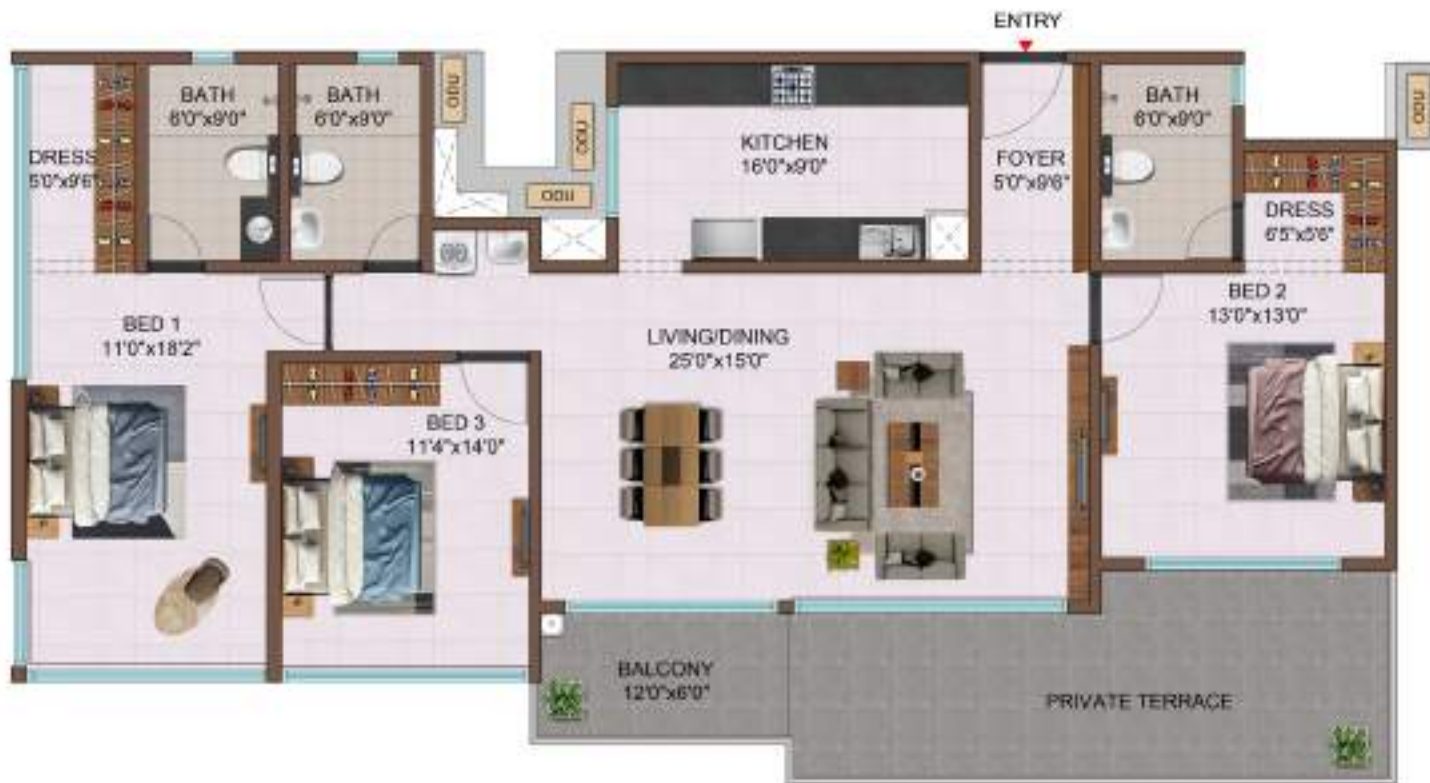 ENTRY
BATH
6'0"x9'0"
BATH
6'0"x9'0"
ODU
ODU
ODU
KITCHEN
16'0"x9'0"
FOYER
5'0"x9'6"
BATH
6'0"x9'0"
ODU
DRESS
5'0"x9'6"
DRESS
6'5"x5'6"
BED 1
11'0"x18'2"
LIVING/DINING
25'0"x15'0"
BED 2
13'0"x13'0"
BED 3
11'4"x14'0"
BALCONY
12'0"x6'0"
PRIVATE TERRACE